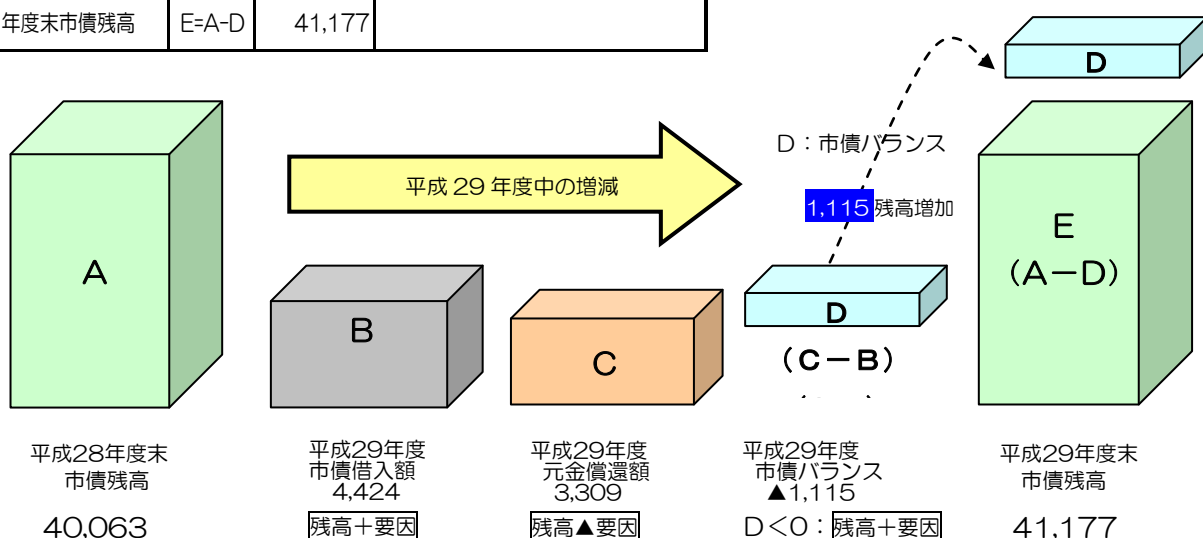 年度末市債残高 E=A-D 41,177
D
D：市債バランス
平成 29 年度中の増減
1,115 残高増加
A
B
C
D
(C－B)
E
(A－D)
平成28年度末
市債残高
40,063
平成29年度
市債借入額
4,424
残高＋要因
平成29年度
元金償還額
3,309
残高▲要因
平成29年度
市債バランス
▲1,115
D＜0：残高＋要因
平成29年度末
市債残高
41,177